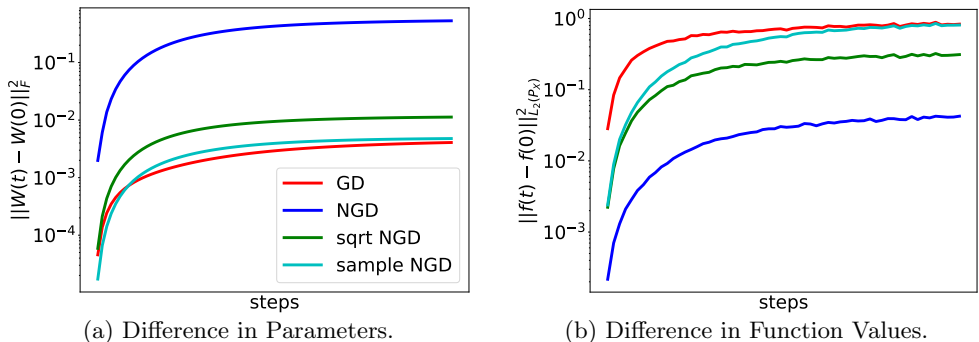 ||W(t) − W(0)||²_F
10⁻¹
10⁻²
10⁻³
10⁻⁴
GD
NGD
sqrt NGD
sample NGD
steps
(a) Difference in Parameters.
||f(t) − f(0)||²_{L₂(P_X)}
10⁰
10⁻¹
10⁻²
10⁻³
steps
(b) Difference in Function Values.